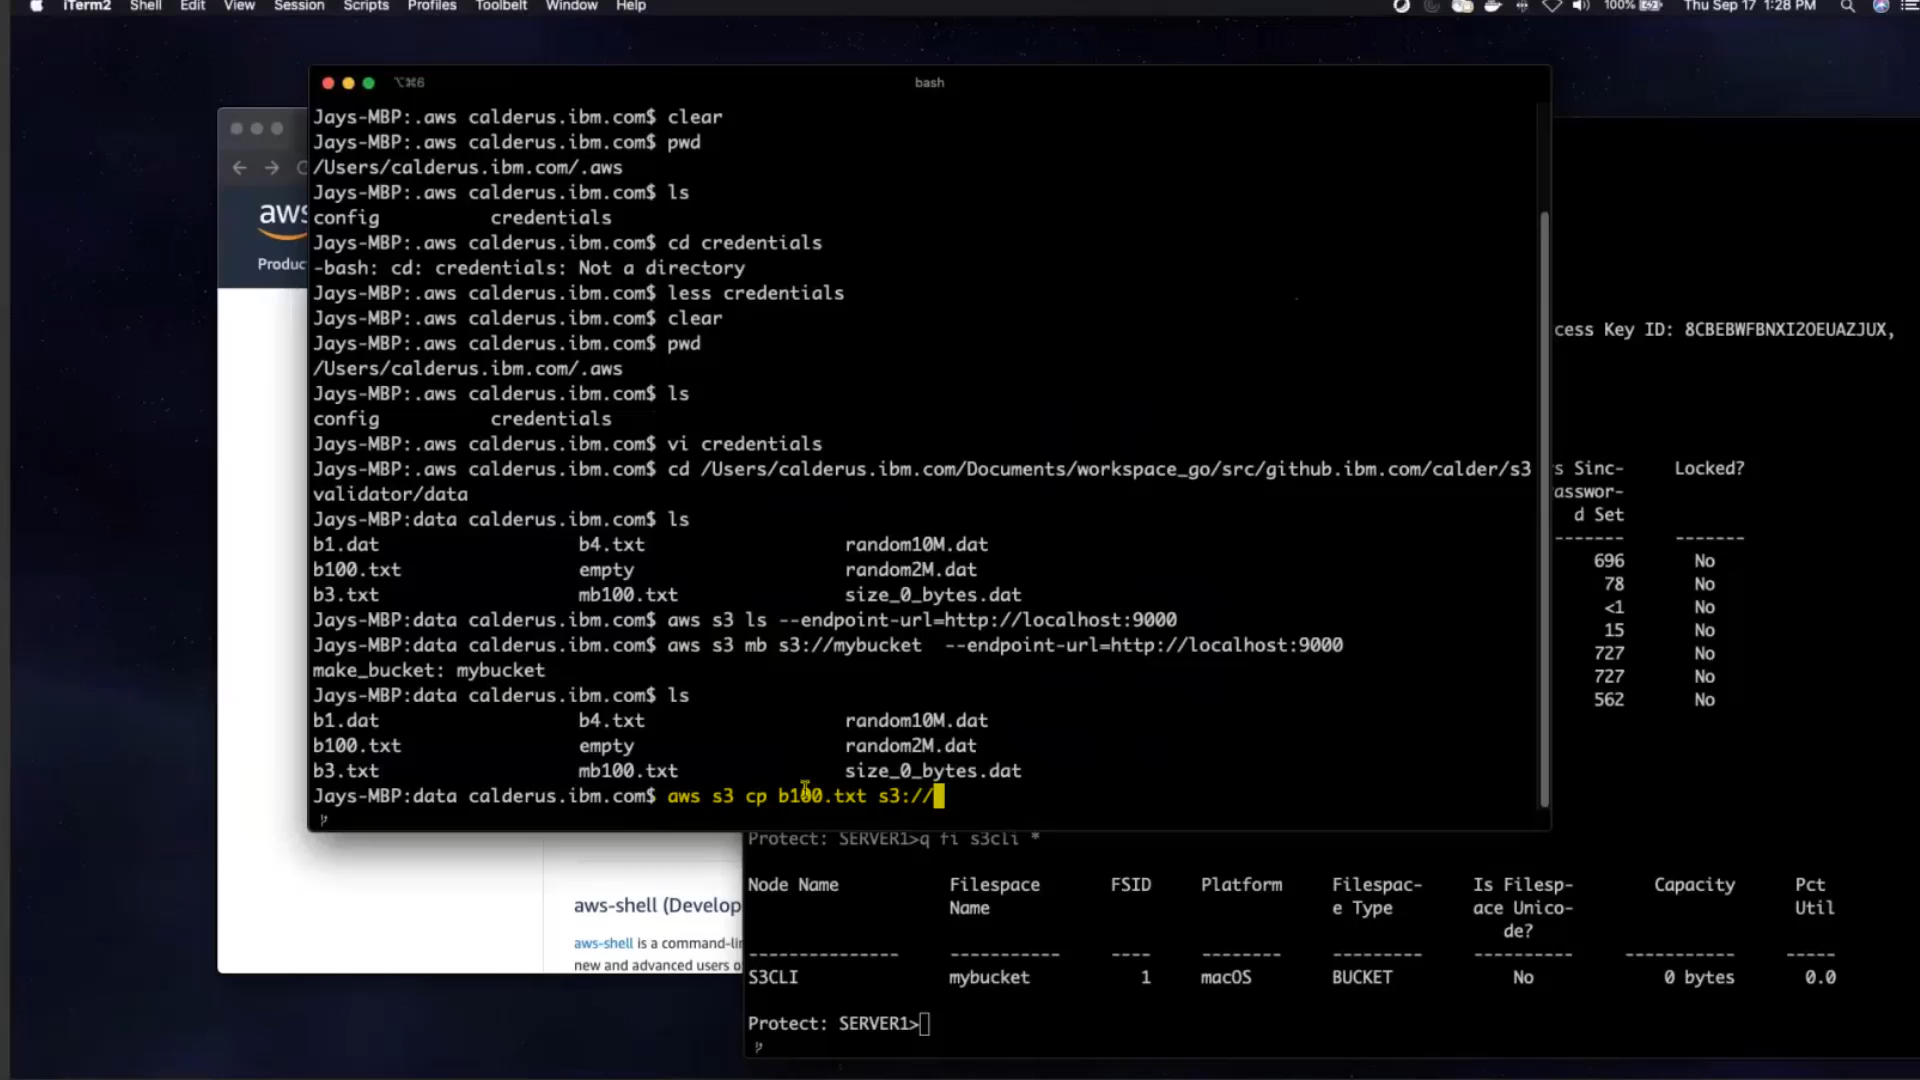 iTerm2 Shell Edit View Session Scripts Profiles Toolbelt Window Help 100% Thu Sep 17 1:28 PM
⌥⌘6 bash
Jays-MBP:.aws calderus.ibm.com$ clear
Jays-MBP:.aws calderus.ibm.com$ pwd
/Users/calderus.ibm.com/.aws
Jays-MBP:.aws calderus.ibm.com$ ls
config credentials
Jays-MBP:.aws calderus.ibm.com$ cd credentials
-bash: cd: credentials: Not a directory
Jays-MBP:.aws calderus.ibm.com$ less credentials
Jays-MBP:.aws calderus.ibm.com$ clear
Jays-MBP:.aws calderus.ibm.com$ pwd
/Users/calderus.ibm.com/.aws
Jays-MBP:.aws calderus.ibm.com$ ls
config credentials
Jays-MBP:.aws calderus.ibm.com$ vi credentials
Jays-MBP:.aws calderus.ibm.com$ cd /Users/calderus.ibm.com/Documents/workspace_go/src/github.ibm.com/calder/s3
validator/data
Jays-MBP:data calderus.ibm.com$ ls
b1.dat b4.txt random10M.dat
b100.txt empty random2M.dat
b3.txt mb100.txt size_0_bytes.dat
Jays-MBP:data calderus.ibm.com$ aws s3 ls --endpoint-url=http://localhost:9000
Jays-MBP:data calderus.ibm.com$ aws s3 mb s3://mybucket --endpoint-url=http://localhost:9000
make_bucket: mybucket
Jays-MBP:data calderus.ibm.com$ ls
b1.dat b4.txt random10M.dat
b100.txt empty random2M.dat
b3.txt mb100.txt size_0_bytes.dat
Jays-MBP:data calderus.ibm.com$ aws s3 cp b100.txt s3://
aws
Produc
aws-shell (Develop
aws-shell is a command-li
new and advanced users o
cess Key ID: 8CBEBWFBNXI2OEUAZJUX,
s Sinc- Locked?
asswor-
d Set
------- -------
696 No
78 No
<1 No
15 No
727 No
727 No
562 No
Protect: SERVER1>q fi s3cli *
Node Name Filespace FSID Platform Filespac- Is Filesp- Capacity Pct
Name e Type ace Unico- Util
de?
--------------- ----------- ---- -------- --------- ---------- ----------- -----
S3CLI mybucket 1 macOS BUCKET No 0 bytes 0.0
Protect: SERVER1>